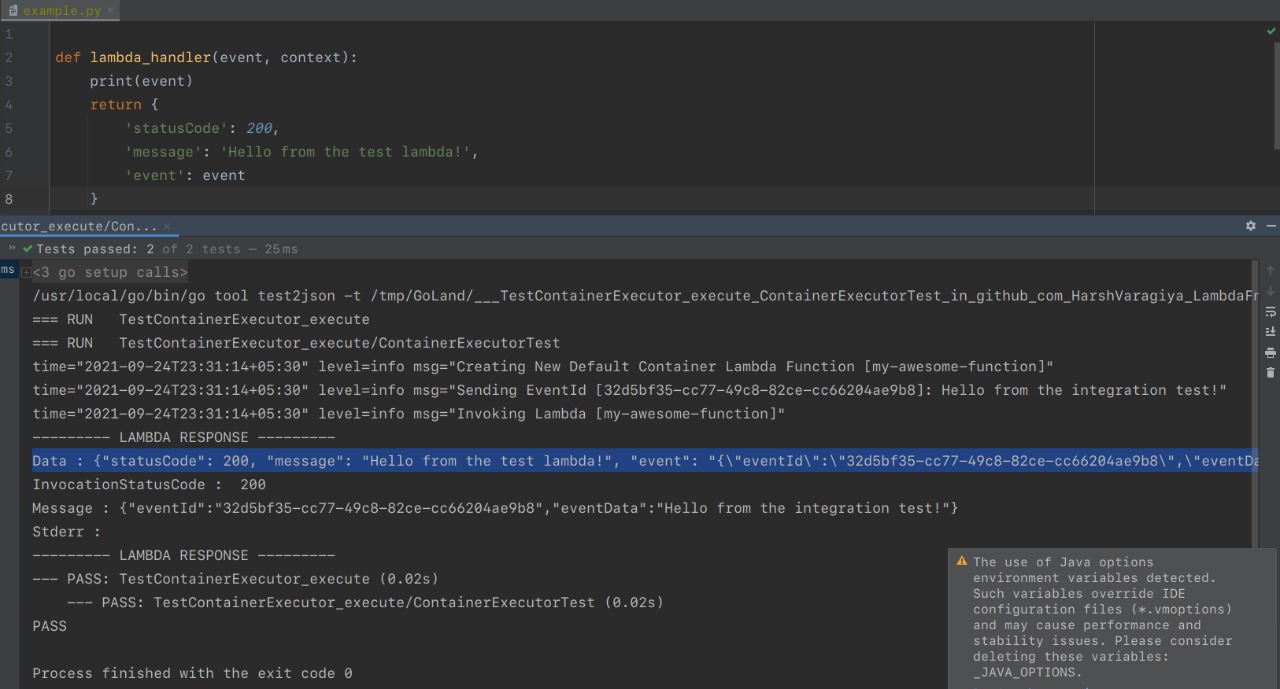 example.py
1
2 def lambda_handler(event, context):
3 print(event)
4 return {
5 'statusCode': 200,
6 'message': 'Hello from the test lambda!',
7 'event': event
8 }
cutor_execute/Con...
» Tests passed: 2 of 2 tests – 25 ms
ms <3 go setup calls>
/usr/local/go/bin/go tool test2json -t /tmp/GoLand/___TestContainerExecutor_execute_ContainerExecutorTest_in_github_com_HarshVaragiya_LambdaFn
=== RUN TestContainerExecutor_execute
=== RUN TestContainerExecutor_execute/ContainerExecutorTest
time="2021-09-24T23:31:14+05:30" level=info msg="Creating New Default Container Lambda Function [my-awesome-function]"
time="2021-09-24T23:31:14+05:30" level=info msg="Sending EventId [32d5bf35-cc77-49c8-82ce-cc66204ae9b8]: Hello from the integration test!"
time="2021-09-24T23:31:14+05:30" level=info msg="Invoking Lambda [my-awesome-function]"
--------- LAMBDA RESPONSE ---------
Data : {"statusCode": 200, "message": "Hello from the test lambda!", "event": "{\"eventId\":\"32d5bf35-cc77-49c8-82ce-cc66204ae9b8\",\"eventDa
InvocationStatusCode : 200
Message : {"eventId":"32d5bf35-cc77-49c8-82ce-cc66204ae9b8","eventData":"Hello from the integration test!"}
Stderr :
--------- LAMBDA RESPONSE ---------
--- PASS: TestContainerExecutor_execute (0.02s)
--- PASS: TestContainerExecutor_execute/ContainerExecutorTest (0.02s)
PASS
Process finished with the exit code 0
The use of Java options
environment variables detected.
Such variables override IDE
configuration files (*.vmoptions)
and may cause performance and
stability issues. Please consider
deleting these variables:
_JAVA_OPTIONS.